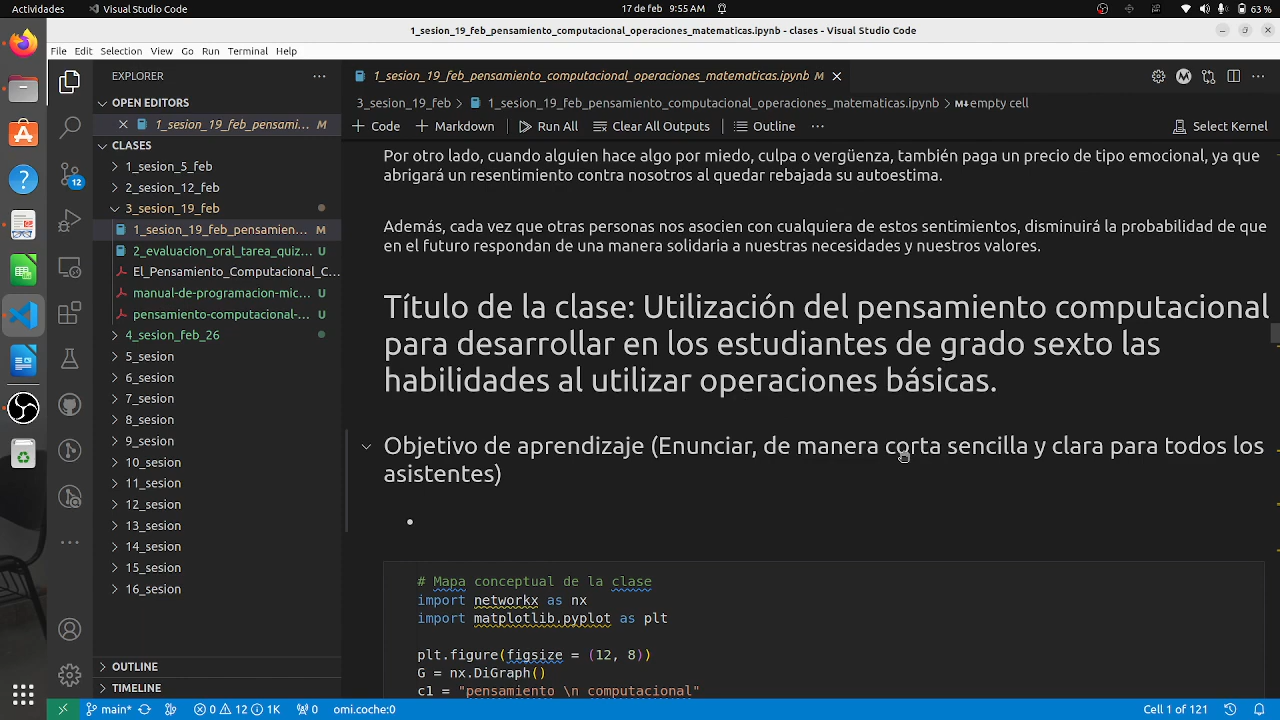 Actividades
Visual Studio Code
17 de feb 9:55 AM
63 %
1_sesion_19_feb_pensamiento_computacional_operaciones_matematicas.ipynb - clases - Visual Studio Code
File Edit Selection View Go Run Terminal Help
EXPLORER
1_sesion_19_feb_pensamiento_computacional_operaciones_matematicas.ipynb M
OPEN EDITORS
3_sesion_19_feb > 1_sesion_19_feb_pensamiento_computacional_operaciones_matematicas.ipynb > empty cell
1_sesion_19_feb_pensami... M
Code
Markdown
Run All
Clear All Outputs
Outline
Select Kernel
CLASES
1_sesion_5_feb
2_sesion_12_feb
3_sesion_19_feb
1_sesion_19_feb_pensamien... M
2_evaluacion_oral_tarea_quiz... U
El_Pensamiento_Computacional_C...
manual-de-programacion-mic... U
pensamiento-computacional-... U
4_sesion_feb_26
5_sesion
6_sesion
7_sesion
8_sesion
9_sesion
10_sesion
11_sesion
12_sesion
13_sesion
14_sesion
15_sesion
16_sesion
OUTLINE
TIMELINE
12
Por otro lado, cuando alguien hace algo por miedo, culpa o vergüenza, también paga un precio de tipo emocional, ya que
abrigará un resentimiento contra nosotros al quedar rebajada su autoestima.
Además, cada vez que otras personas nos asocien con cualquiera de estos sentimientos, disminuirá la probabilidad de que
en el futuro respondan de una manera solidaria a nuestras necesidades y nuestros valores.
Título de la clase: Utilización del pensamiento computacional
para desarrollar en los estudiantes de grado sexto las
habilidades al utilizar operaciones básicas.
Objetivo de aprendizaje (Enunciar, de manera corta sencilla y clara para todos los
asistentes)
# Mapa conceptual de la clase
import networkx as nx
import matplotlib.pyplot as plt
plt.figure(figsize = (12, 8))
G = nx.DiGraph()
c1 = "pensamiento \n computacional"
main*
0 12 1K
0
omi.coche:0
Cell 1 of 121